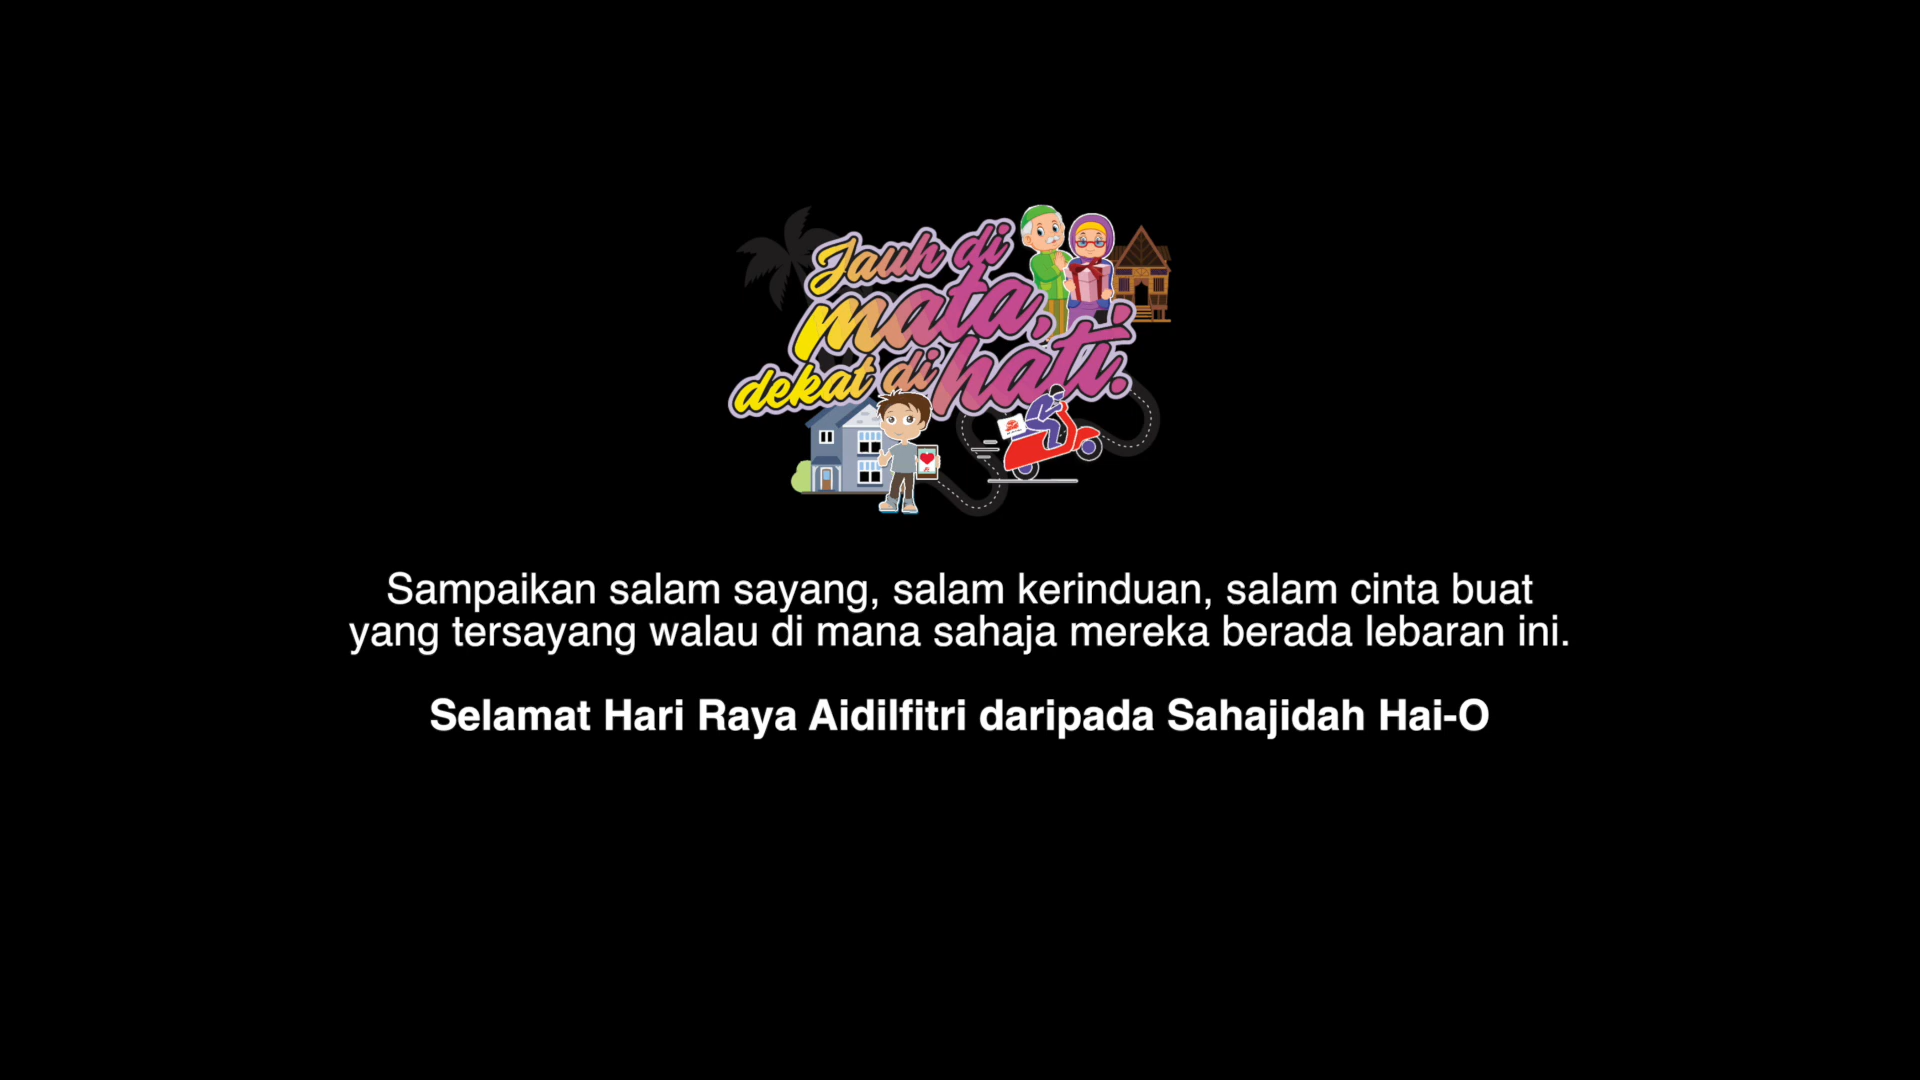 Jauh di
mata,
dekat di hati.
Sampaikan salam sayang, salam kerinduan, salam cinta buat
yang tersayang walau di mana sahaja mereka berada lebaran ini.
Selamat Hari Raya Aidilfitri daripada Sahajidah Hai-O